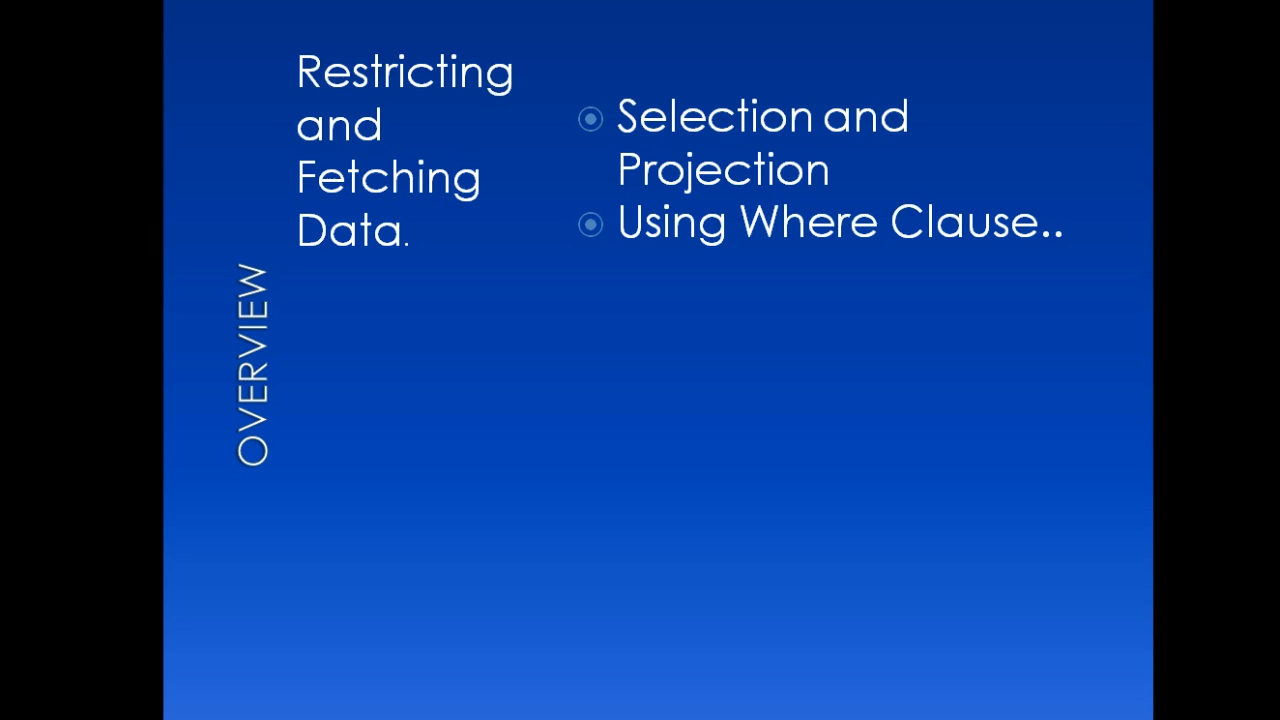 OVERVIEW
Restricting
and
Fetching
Data.
Selection and
Projection
Using Where Clause..